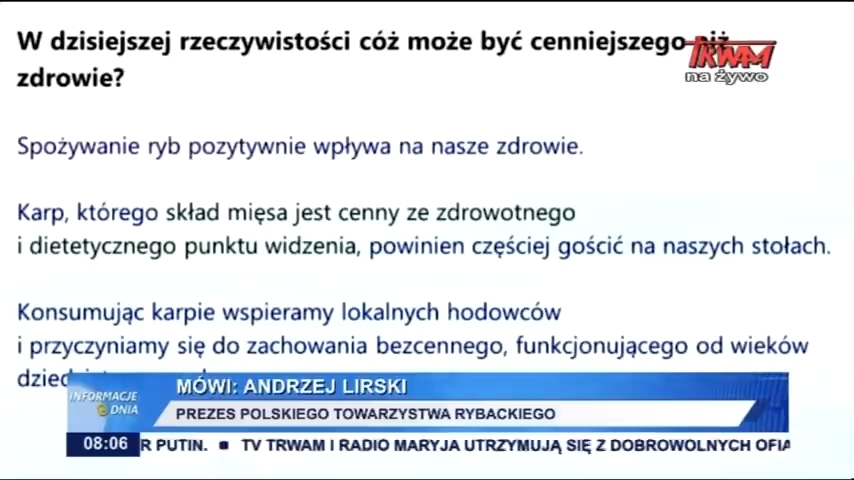 W dzisiejszej rzeczywistości cóż może być cenniejszego niż
zdrowie?
TRWAM
na żywo
Spożywanie ryb pozytywnie wpływa na nasze zdrowie.
Karp, którego skład mięsa jest cenny ze zdrowotnego
i dietetycznego punktu widzenia, powinien częściej gościć na naszych stołach.
Konsumując karpie wspieramy lokalnych hodowców
i przyczyniamy się do zachowania bezcennego, funkcjonującego od wieków
MÓWI: ANDRZEJ LIRSKI
INFORMACJE
DNIA
PREZES POLSKIEGO TOWARZYSTWA RYBACKIEGO
08:06 R PUTIN. ■ TV TRWAM I RADIO MARYJA UTRZYMUJĄ SIĘ Z DOBROWOLNYCH OFIA